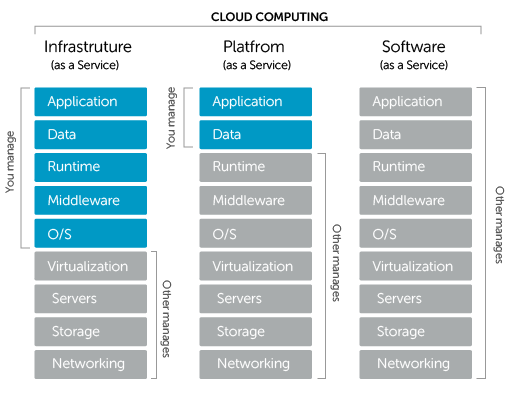 CLOUD COMPUTING
Infrastruture
(as a Service)
You manage
Application
Data
Runtime
Middleware
O/S
Virtualization
Servers
Storage
Networking
Other manages
Platfrom
(as a Service)
You manage
Application
Data
Runtime
Middleware
O/S
Virtualization
Servers
Storage
Networking
Other manages
Software
(as a Service)
Application
Data
Runtime
Middleware
O/S
Virtualization
Servers
Storage
Networking
Other manages